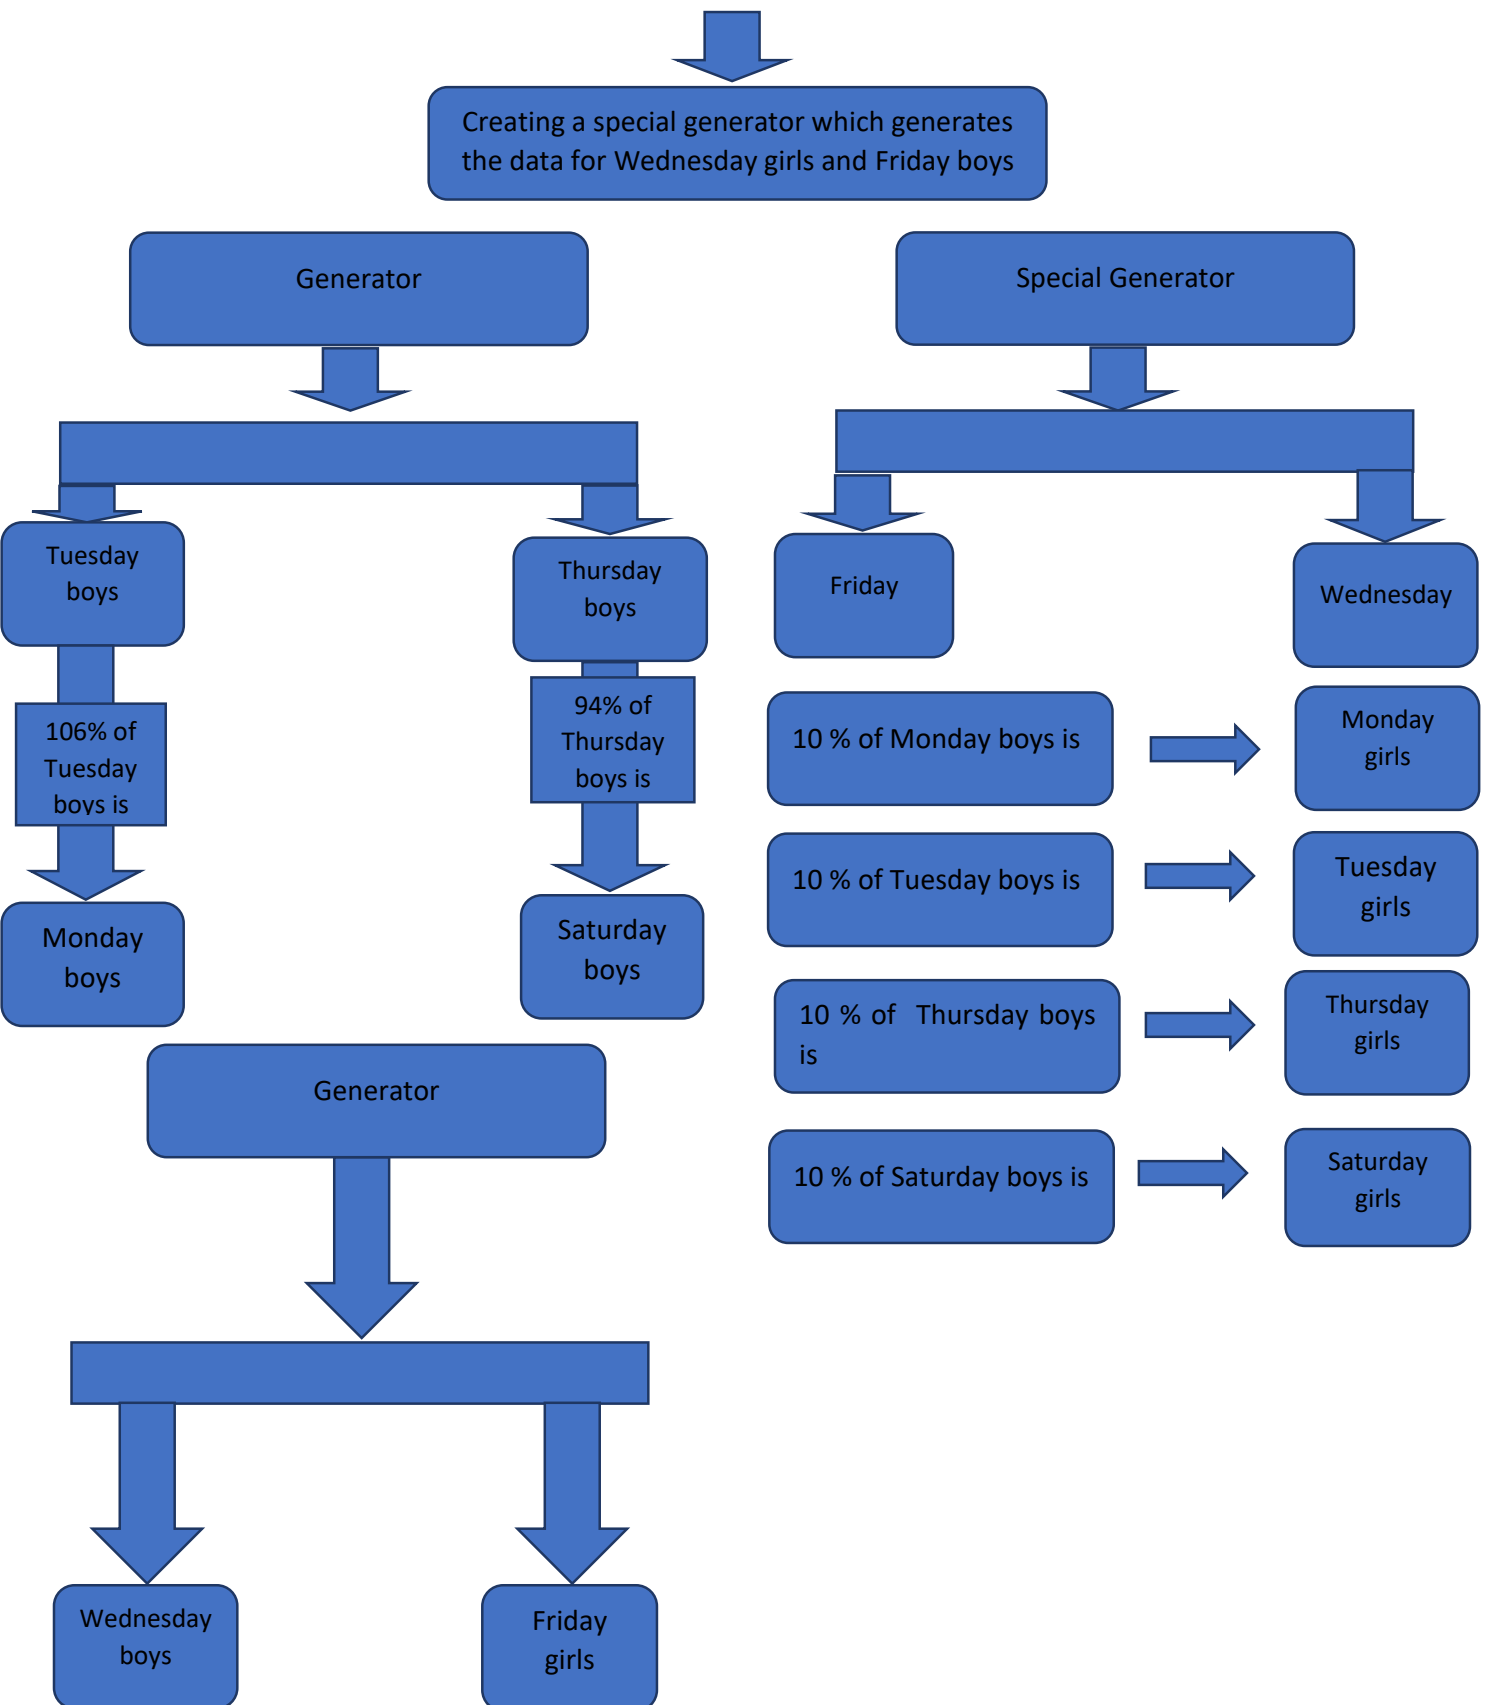 Creating a special generator which generates
the data for Wednesday girls and Friday boys
Generator
Special Generator
Tuesday
boys
Thursday
boys
Friday
Wednesday
106% of
Tuesday
boys is
94% of
Thursday
boys is
Monday
boys
Saturday
boys
10 % of Monday boys is
Monday
girls
10 % of Tuesday boys is
Tuesday
girls
10 % of Thursday boys
is
Thursday
girls
10 % of Saturday boys is
Saturday
girls
Generator
Wednesday
boys
Friday
girls